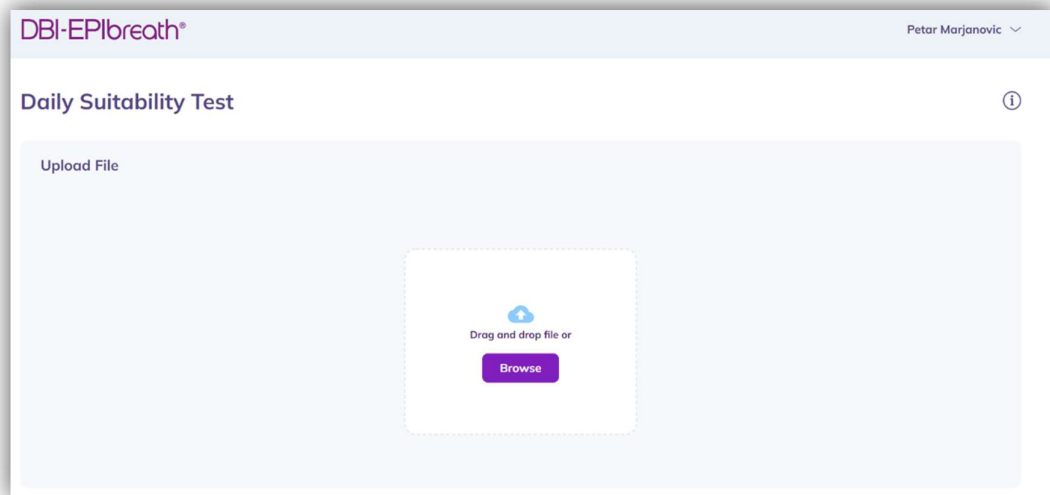 DBI-EPIbreath®
Petar Marjanovic
Daily Suitability Test
Upload File
Drag and drop file or
Browse